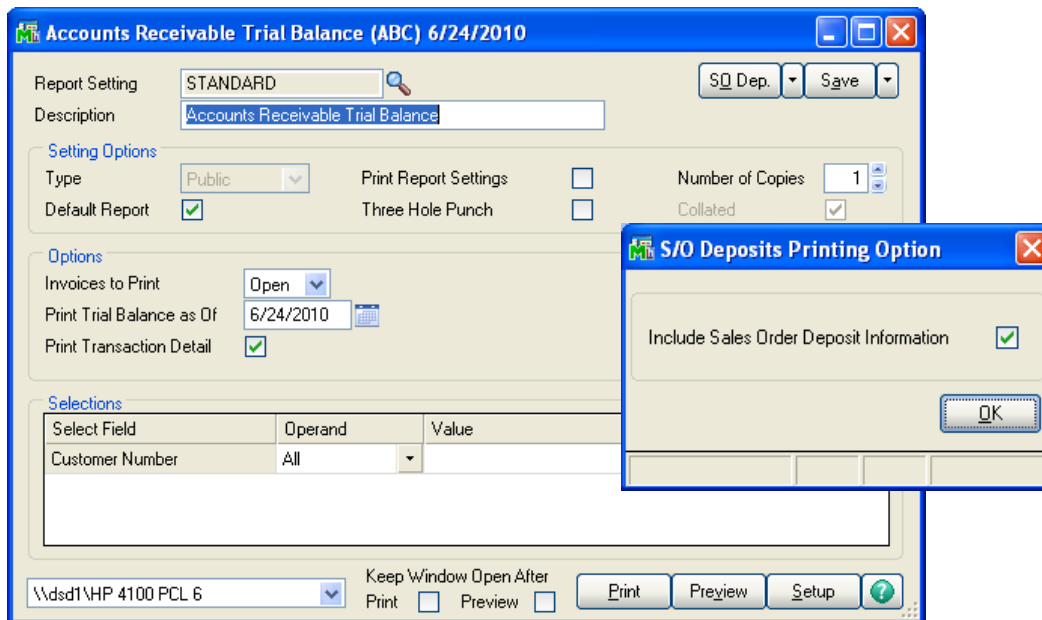 Accounts Receivable Trial Balance (ABC) 6/24/2010
Report Setting STANDARD SO Dep. Save
Description Accounts Receivable Trial Balance
Setting Options
Type Public Print Report Settings Number of Copies 1
Default Report Three Hole Punch Collated
S/O Deposits Printing Option
Options
Invoices to Print Open
Print Trial Balance as Of 6/24/2010
Include Sales Order Deposit Information
Print Transaction Detail
OK
Selections
Select Field Operand Value
Customer Number All
Keep Window Open After
\\dsd1\HP 4100 PCL 6 Print Preview Print Preview Setup